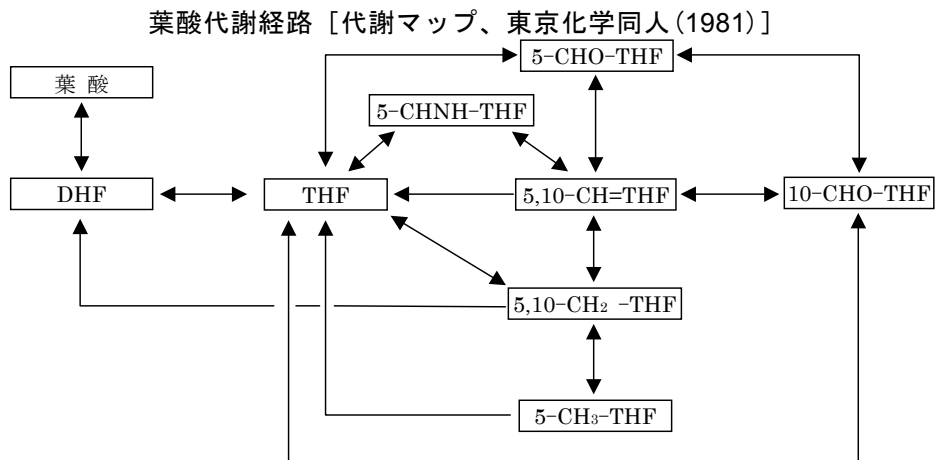 葉酸代謝経路［代謝マップ、東京化学同人(1981)］
5-CHO-THF
葉 酸
5-CHNH-THF
DHF
THF
5,10-CH=THF
10-CHO-THF
5,10-CH₂ -THF
5-CH₃-THF